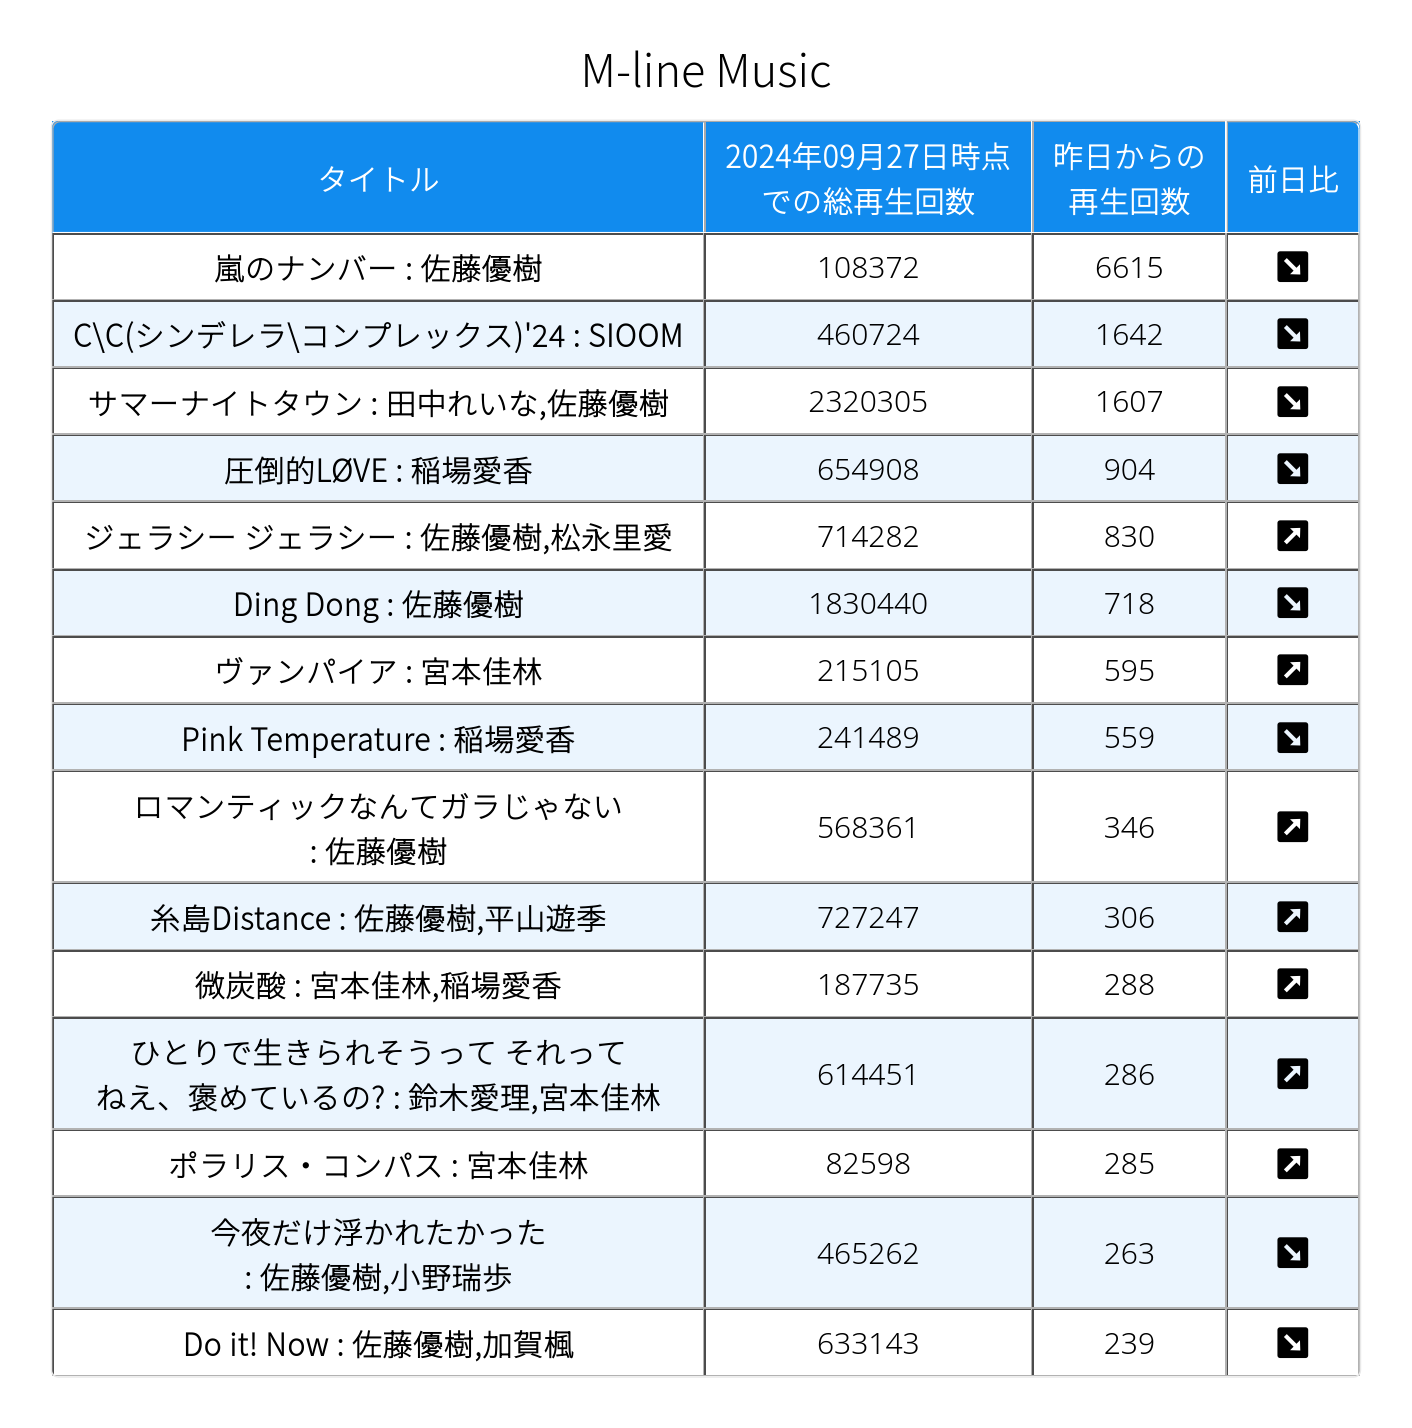 M-line Music
タイトル
2024年09月27日時点
での総再生回数
昨日からの
再生回数
前日比
嵐のナンバー : 佐藤優樹
108372
6615
C\C(シンデレラ\コンプレックス)'24 : SIOOM
460724
1642
サマーナイトタウン : 田中れいな,佐藤優樹
2320305
1607
圧倒的LØVE : 稲場愛香
654908
904
ジェラシー ジェラシー : 佐藤優樹,松永里愛
714282
830
Ding Dong : 佐藤優樹
1830440
718
ヴァンパイア : 宮本佳林
215105
595
Pink Temperature : 稲場愛香
241489
559
ロマンティックなんてガラじゃない
: 佐藤優樹
568361
346
糸島Distance : 佐藤優樹,平山遊季
727247
306
微炭酸 : 宮本佳林,稲場愛香
187735
288
ひとりで生きられそうって それって
ねえ、褒めているの? : 鈴木愛理,宮本佳林
614451
286
ポラリス・コンパス : 宮本佳林
82598
285
今夜だけ浮かれたかった
: 佐藤優樹,小野瑞歩
465262
263
Do it! Now : 佐藤優樹,加賀楓
633143
239